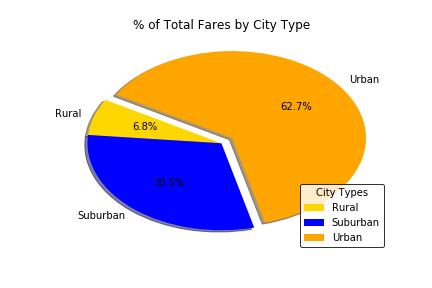 % of Total Fares by City Type
Urban
62.7%
Rural
6.8%
30.5%
Suburban
City Types
Rural
Suburban
Urban